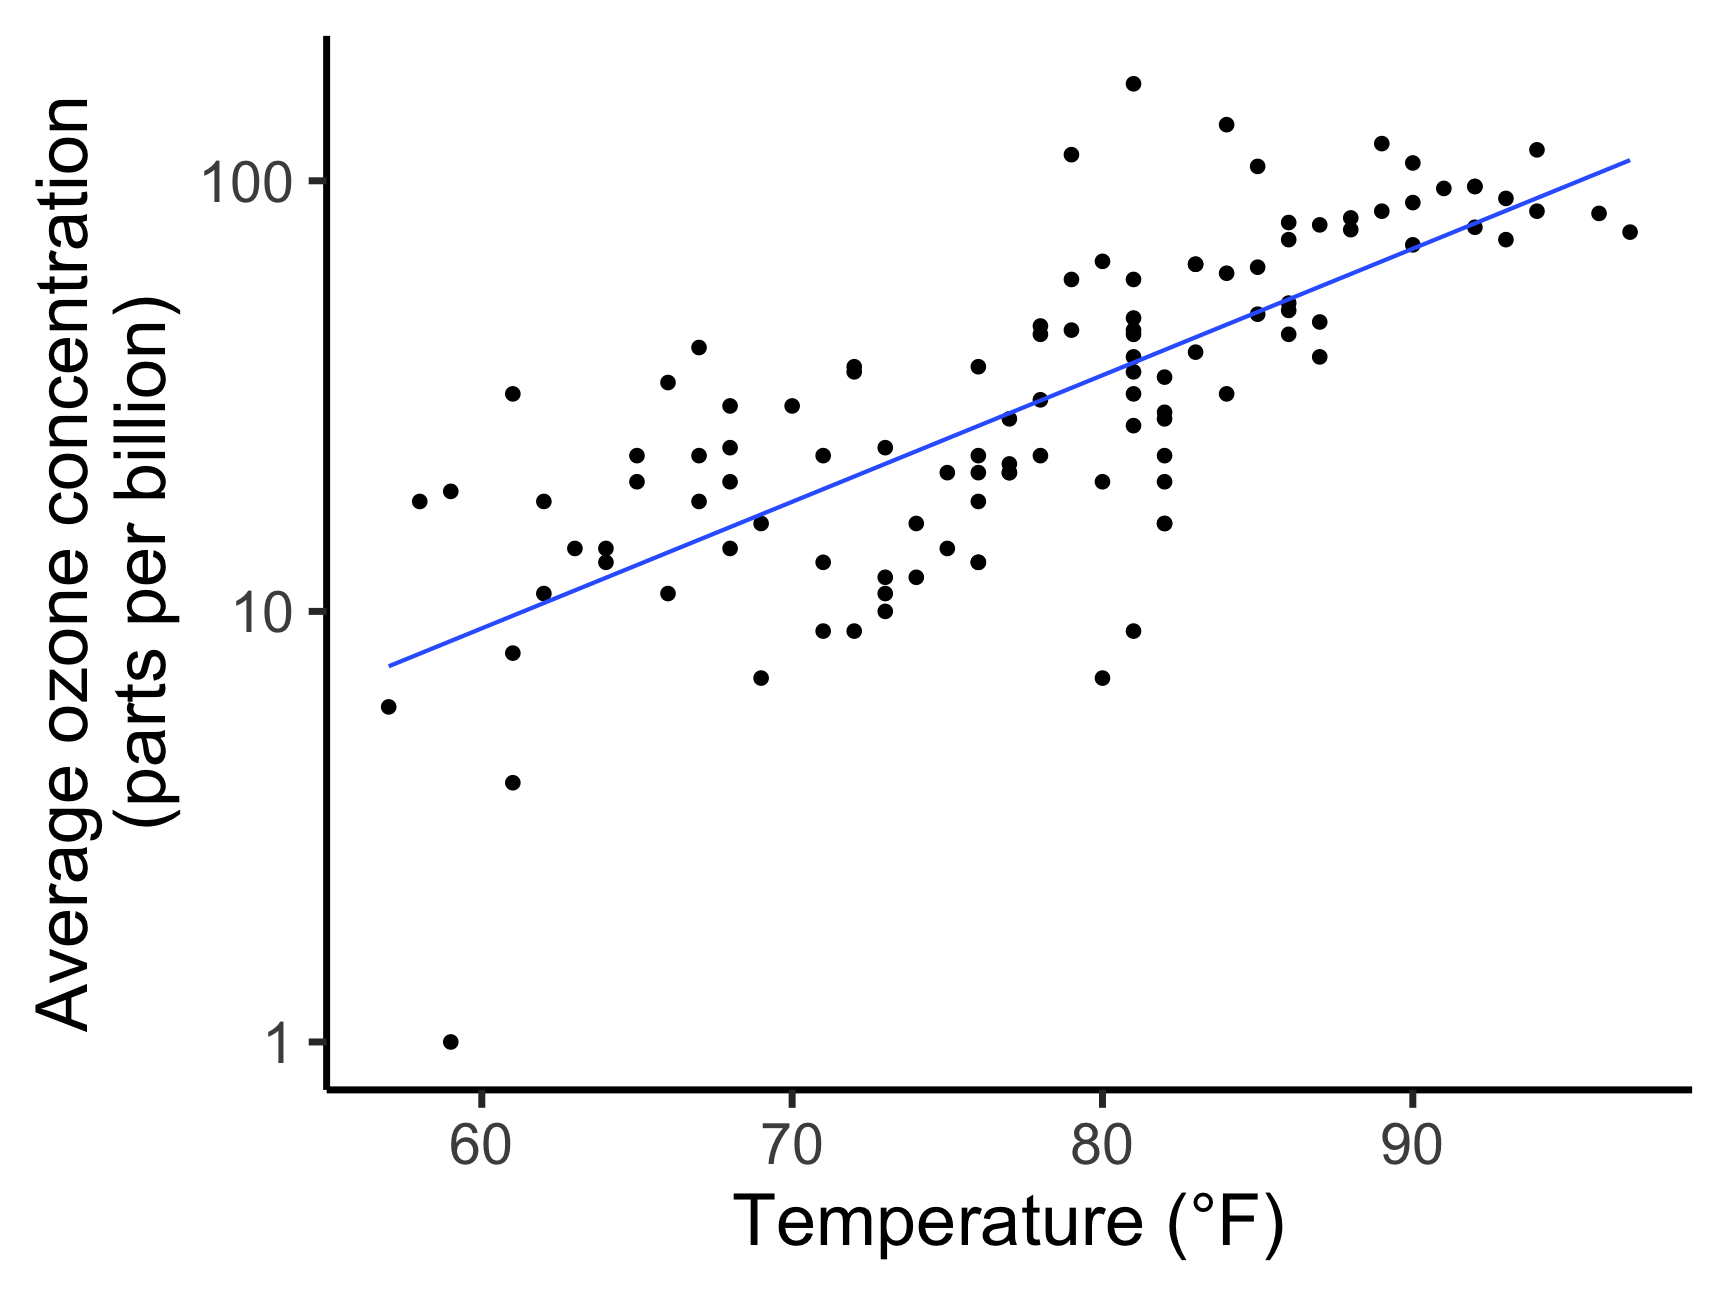 Average ozone concentration
(parts per billion)
100
10
1
60 70 80 90
Temperature (°F)